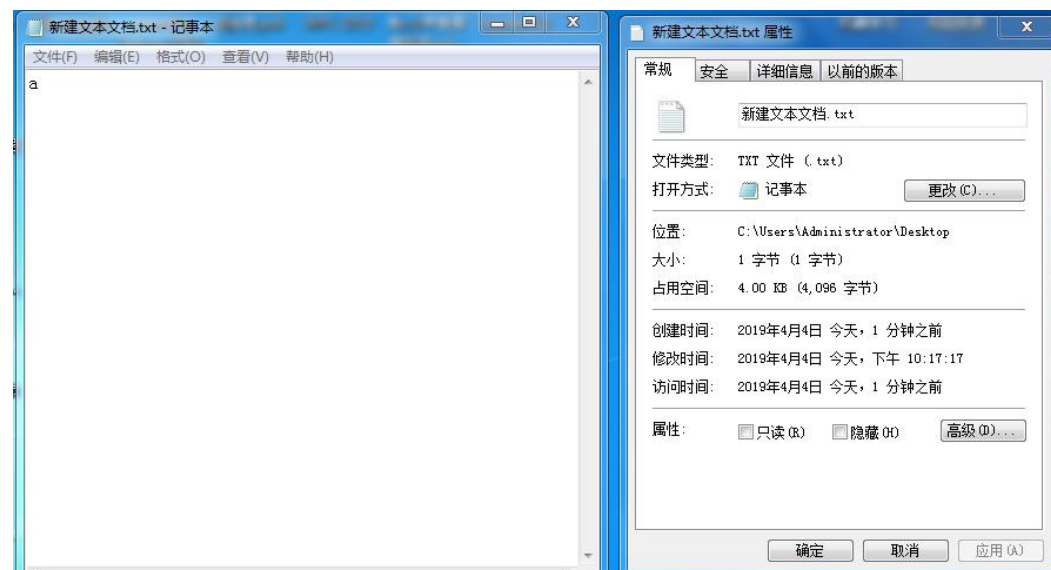 新建文本文档.txt - 记事本
文件(F) 编辑(E) 格式(O) 查看(V) 帮助(H)
a
新建文本文档.txt 属性
常规 安全 详细信息 以前的版本
新建文本文档.txt
文件类型: TXT 文件 (.txt)
打开方式: 记事本 更改(C)...
位置: C:\Users\Administrator\Desktop
大小: 1 字节 (1 字节)
占用空间: 4.00 KB (4,096 字节)
创建时间: 2019年4月4日 今天，1 分钟之前
修改时间: 2019年4月4日 今天，下午 10:17:17
访问时间: 2019年4月4日 今天，1 分钟之前
属性: 只读(R) 隐藏(H) 高级(D)...
确定 取消 应用(A)